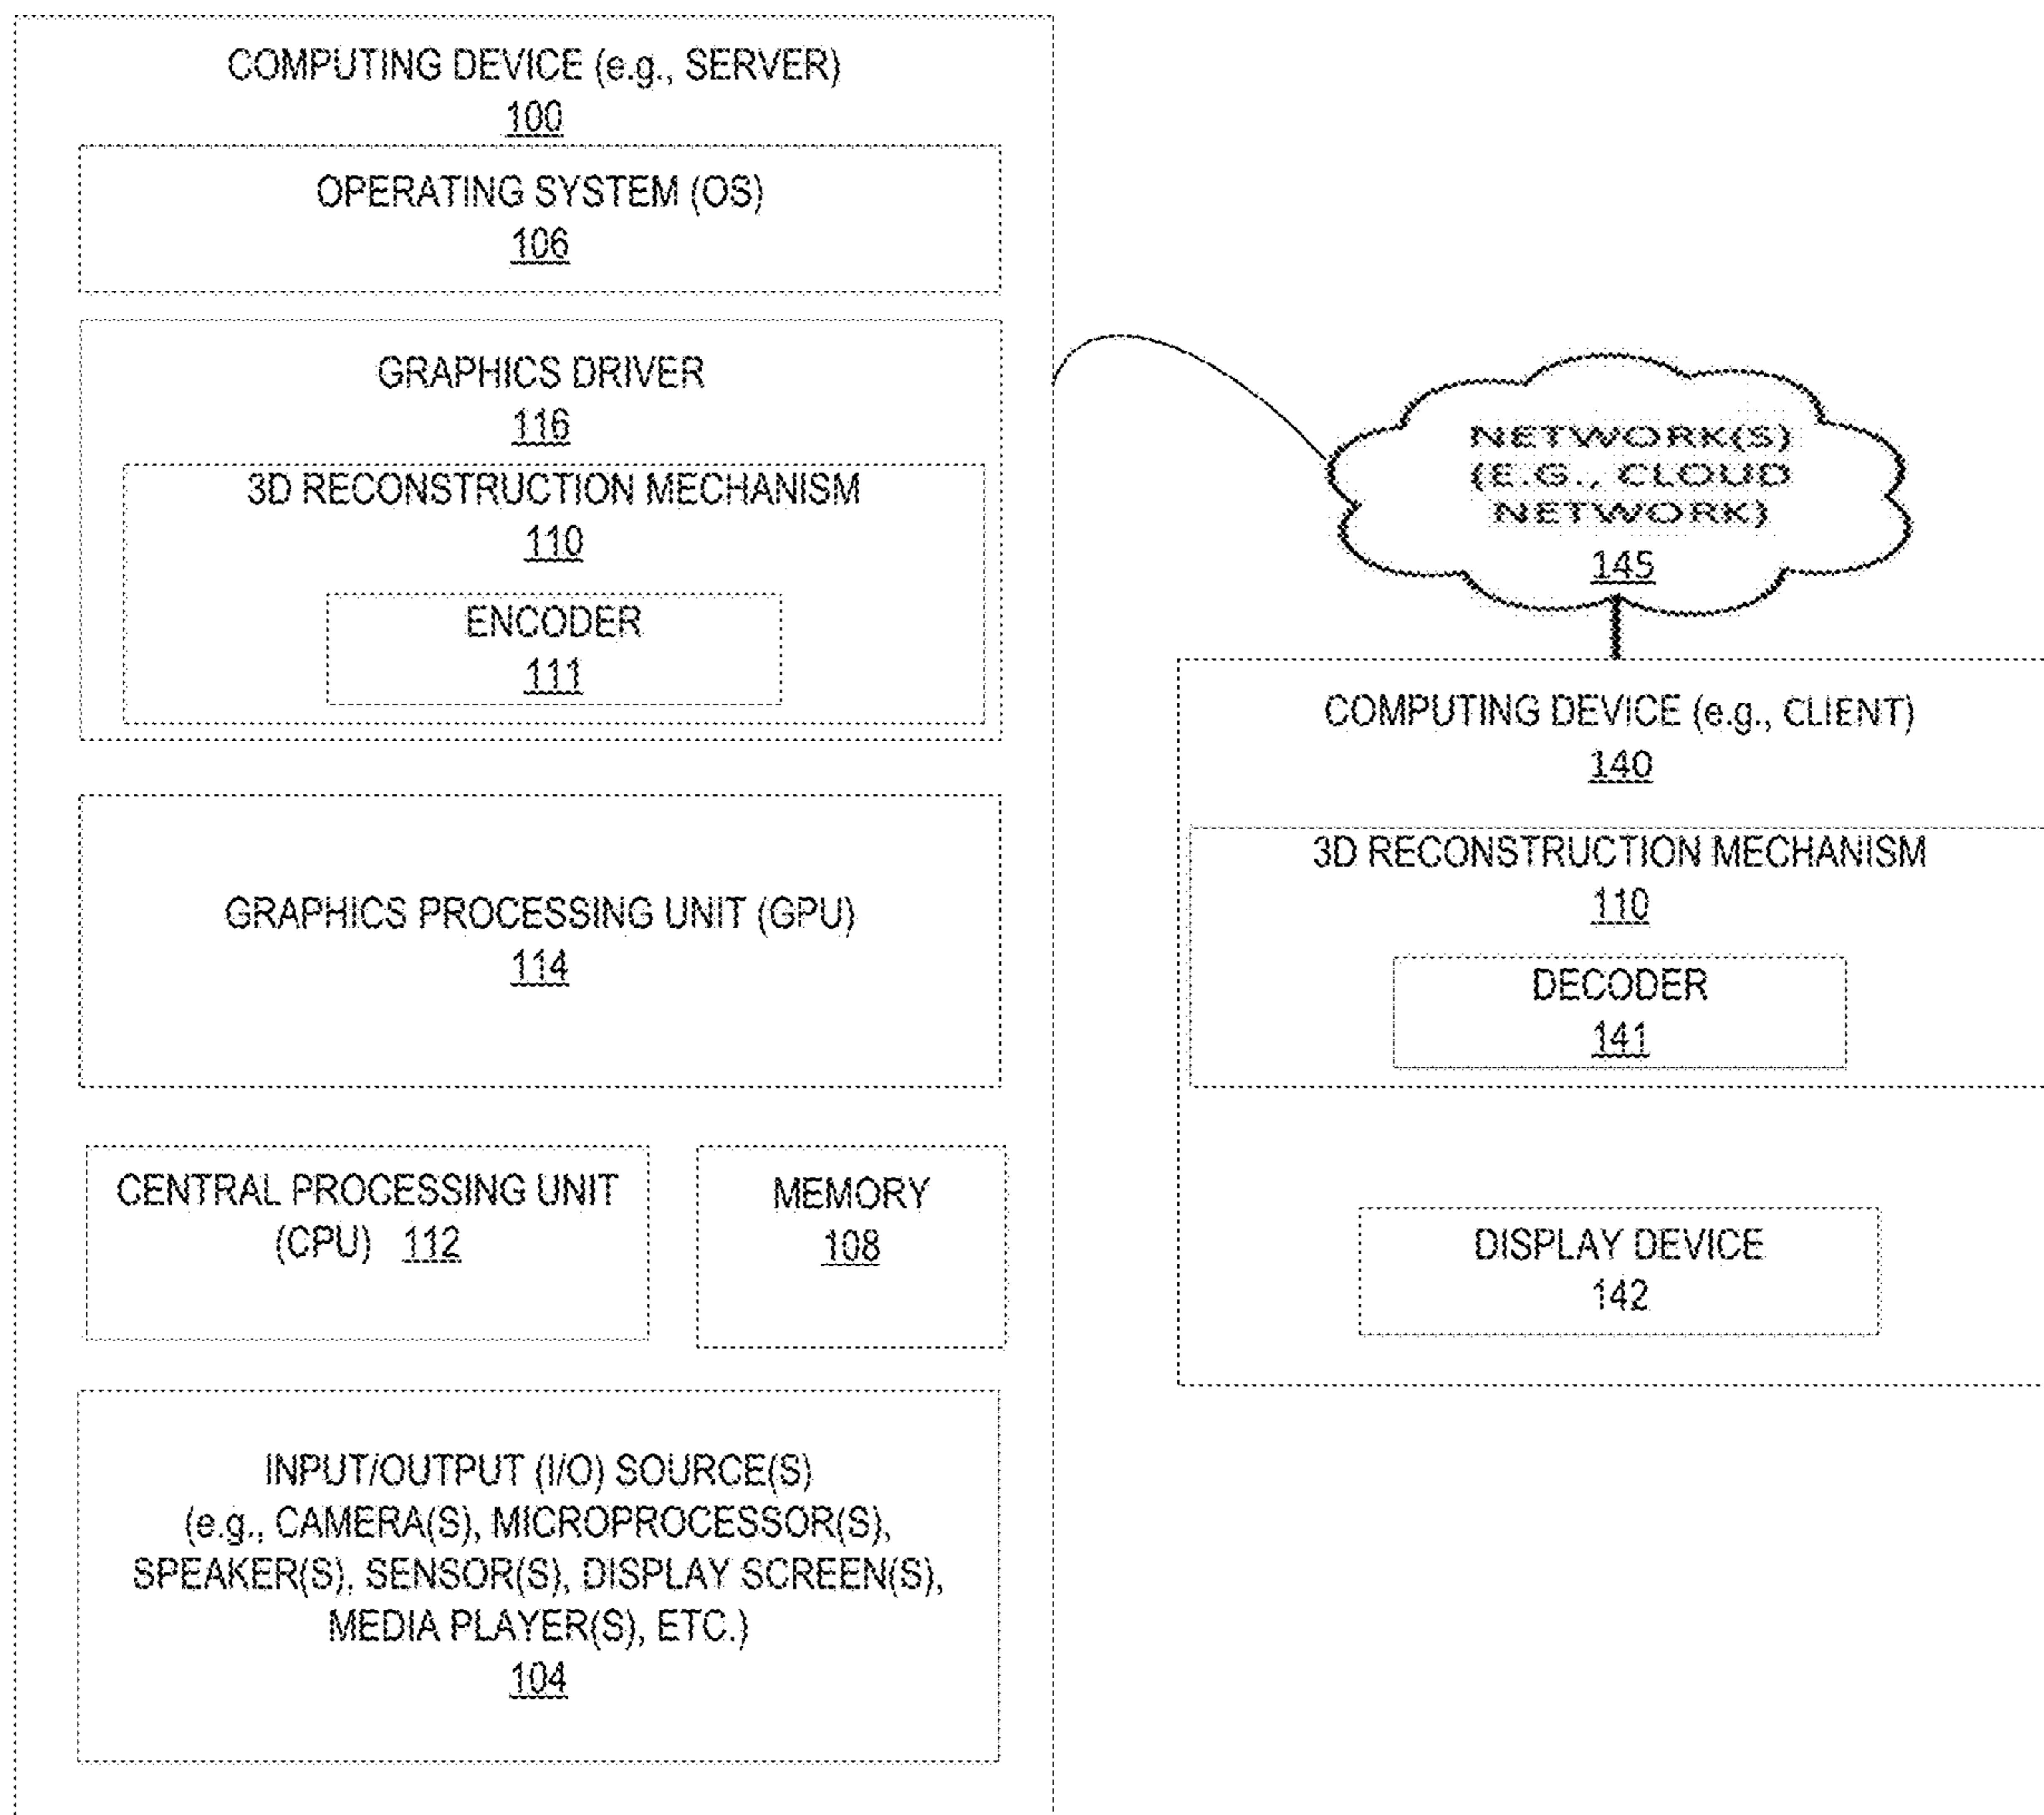 COMPUTING DEVICE (e.g., SERVER)
100
OPERATING SYSTEM (OS)
106
GRAPHICS DRIVER
116
3D RECONSTRUCTION MECHANISM
110
ENCODER
111
GRAPHICS PROCESSING UNIT (GPU)
114
CENTRAL PROCESSING UNIT
(CPU) 112
MEMORY
108
INPUT/OUTPUT (I/O) SOURCE(S)
(e.g., CAMERA(S), MICROPROCESSOR(S),
SPEAKER(S), SENSOR(S), DISPLAY SCREEN(S),
MEDIA PLAYER(S), ETC.)
104
NETWORK(S)
(E.G., CLOUD
NETWORK)
145
COMPUTING DEVICE (e.g., CLIENT)
140
3D RECONSTRUCTION MECHANISM
110
DECODER
141
DISPLAY DEVICE
142